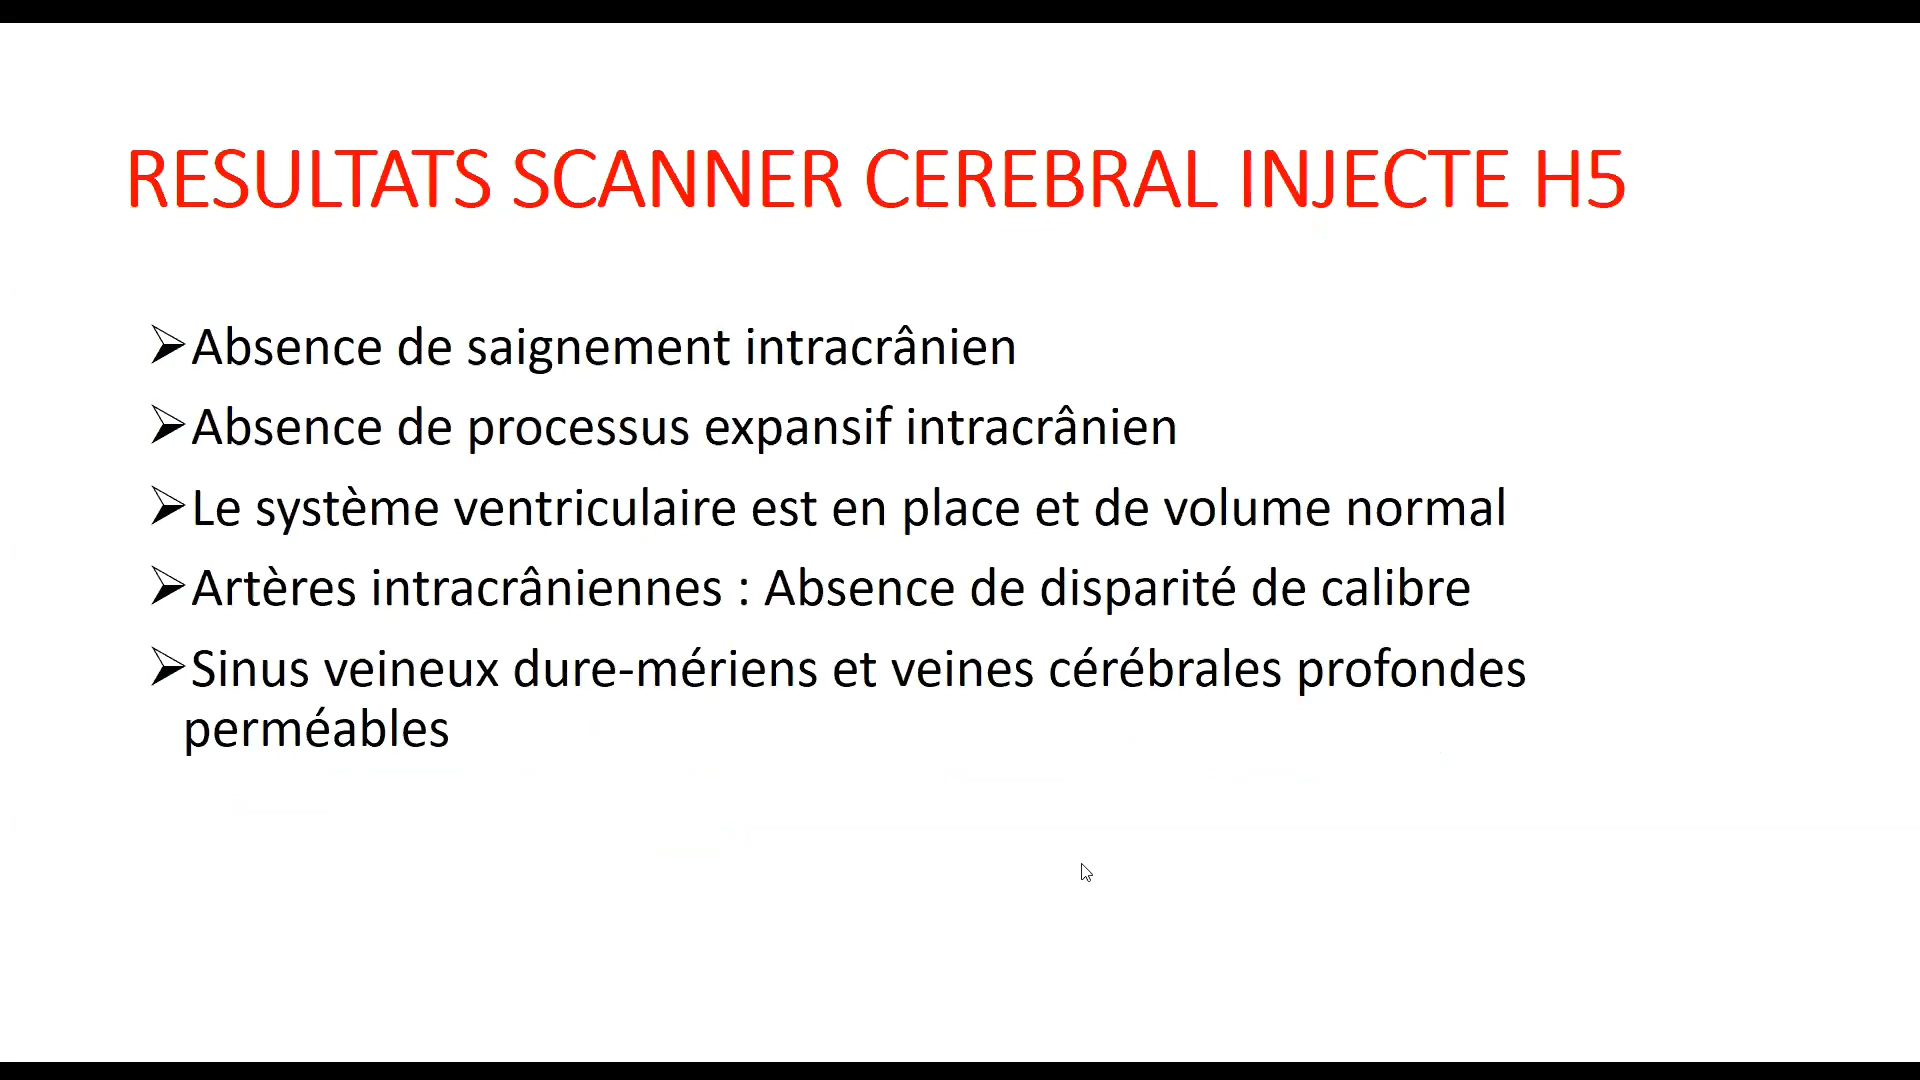 RESULTATS SCANNER CEREBRAL INJECTE H5
➢Absence de saignement intracrânien
➢Absence de processus expansif intracrânien
➢Le système ventriculaire est en place et de volume normal
➢Artères intracrâniennes : Absence de disparité de calibre
➢Sinus veineux dure-mériens et veines cérébrales profondes
perméables